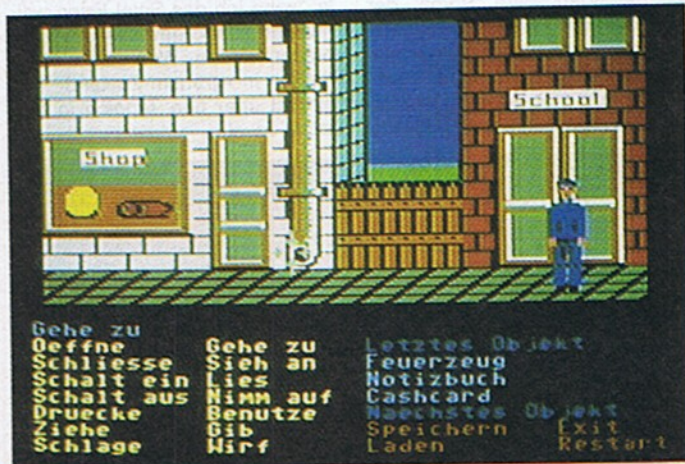 School
Shop
Gehe zu
Oeffne Gehe zu Letztes Objekt
Schliesse Sieh an Feuerzeug
Schalt ein Lies Notizbuch
Schalt aus Nimm auf Cashcard
Druecke Benutze Naechstes Objekt
Ziehe Gib Speichern Exit
Schlage Wirf Laden Restart